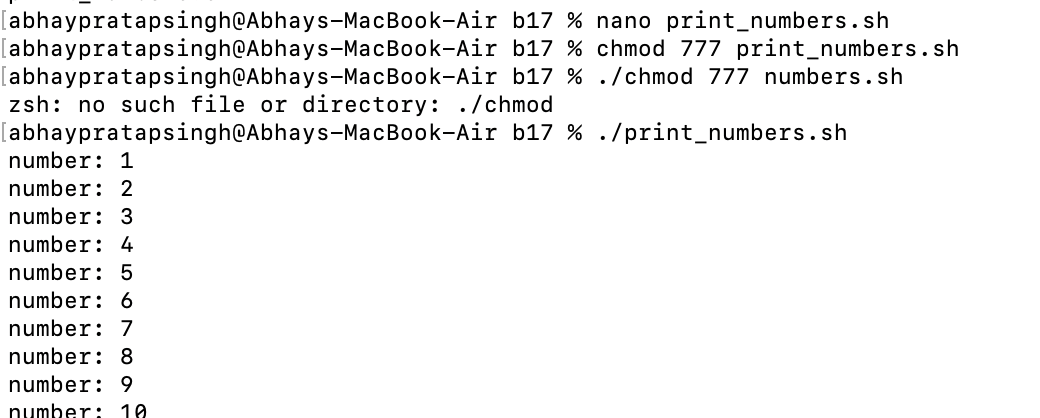 [abhaypratapsingh@Abhays-MacBook-Air b17 % nano print_numbers.sh
[abhaypratapsingh@Abhays-MacBook-Air b17 % chmod 777 print_numbers.sh
[abhaypratapsingh@Abhays-MacBook-Air b17 % ./chmod 777 numbers.sh
zsh: no such file or directory: ./chmod
[abhaypratapsingh@Abhays-MacBook-Air b17 % ./print_numbers.sh
number: 1
number: 2
number: 3
number: 4
number: 5
number: 6
number: 7
number: 8
number: 9
number: 10